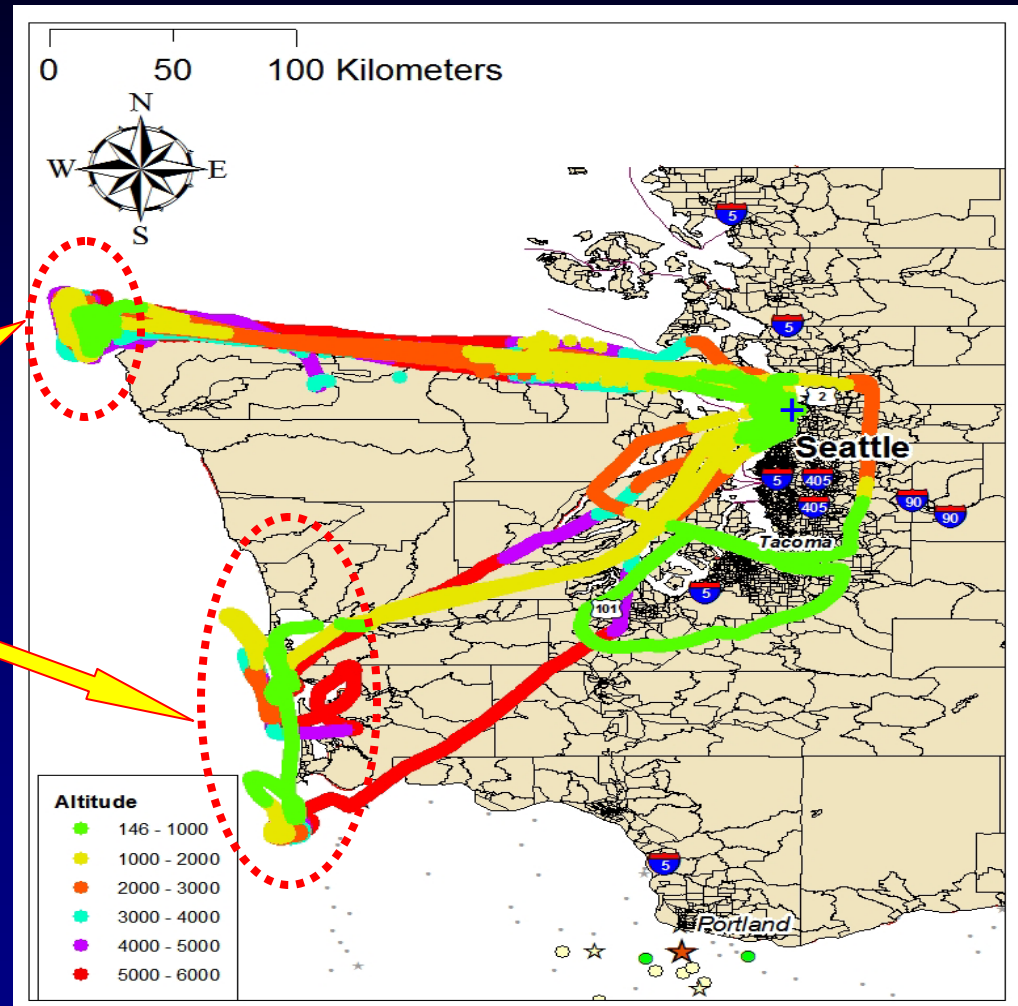 0 50 100 Kilometers
N
W E
S
5
5
2
Seattle
5 405
405
90
90
Tacoma
5
101
Altitude
146 - 1000
1000 - 2000
2000 - 3000
3000 - 4000
4000 - 5000
5000 - 6000
5
Portland